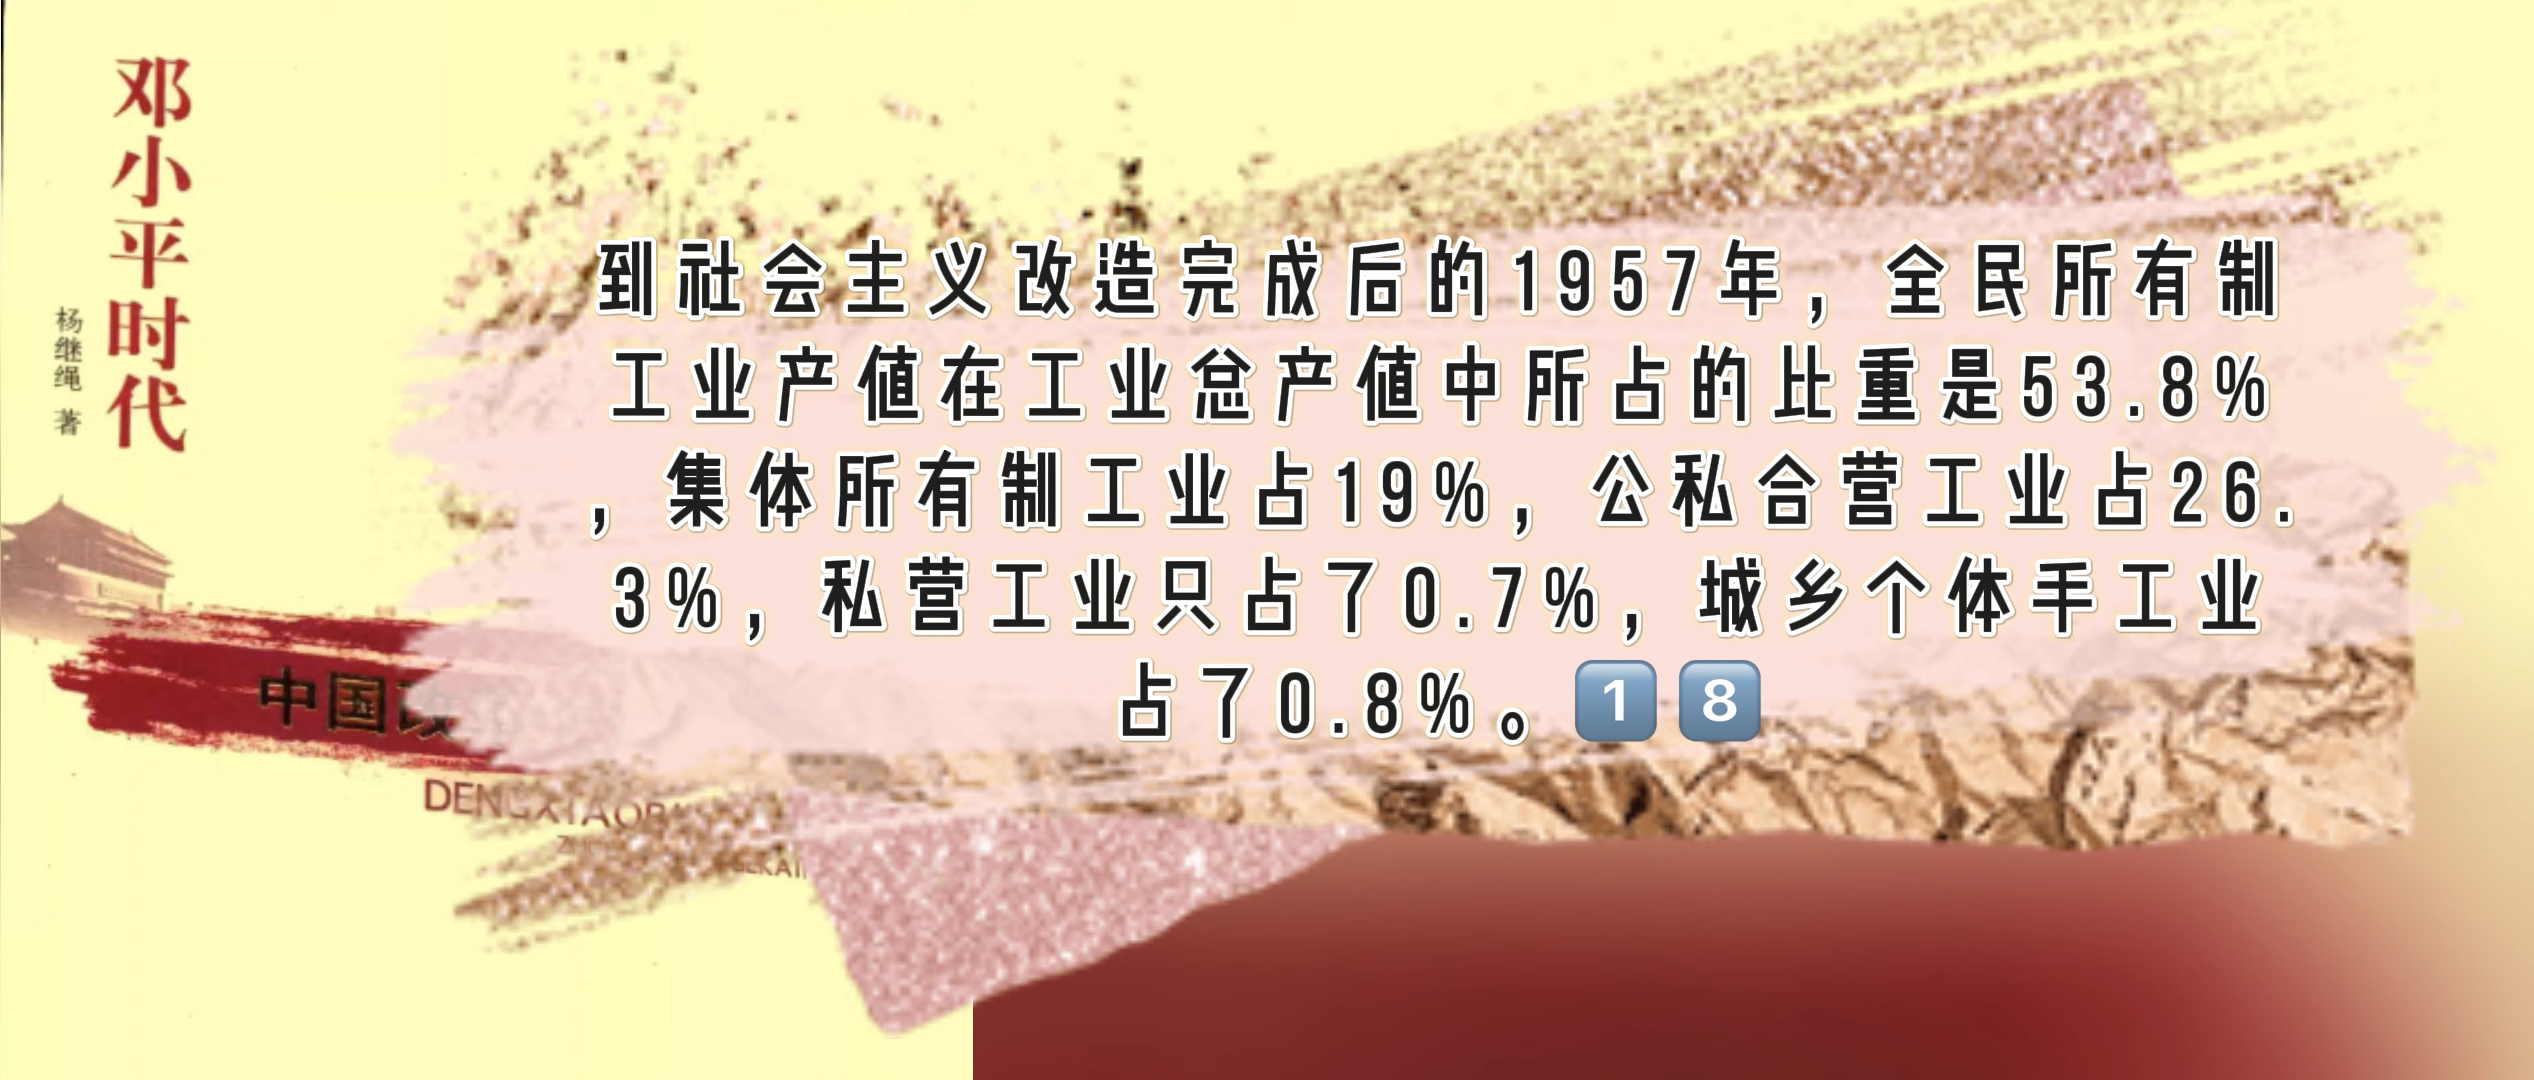 邓小平时代
杨继绳 著
到社会主义改造完成后的1957年，全民所有制
工业产值在工业总产值中所占的比重是53.8%
，集体所有制工业占19%，公私合营工业占26.
3%，私营工业只占了0.7%，城乡个体手工业
占了0.8%。1️⃣8️⃣
中国改
DENGXIAOP